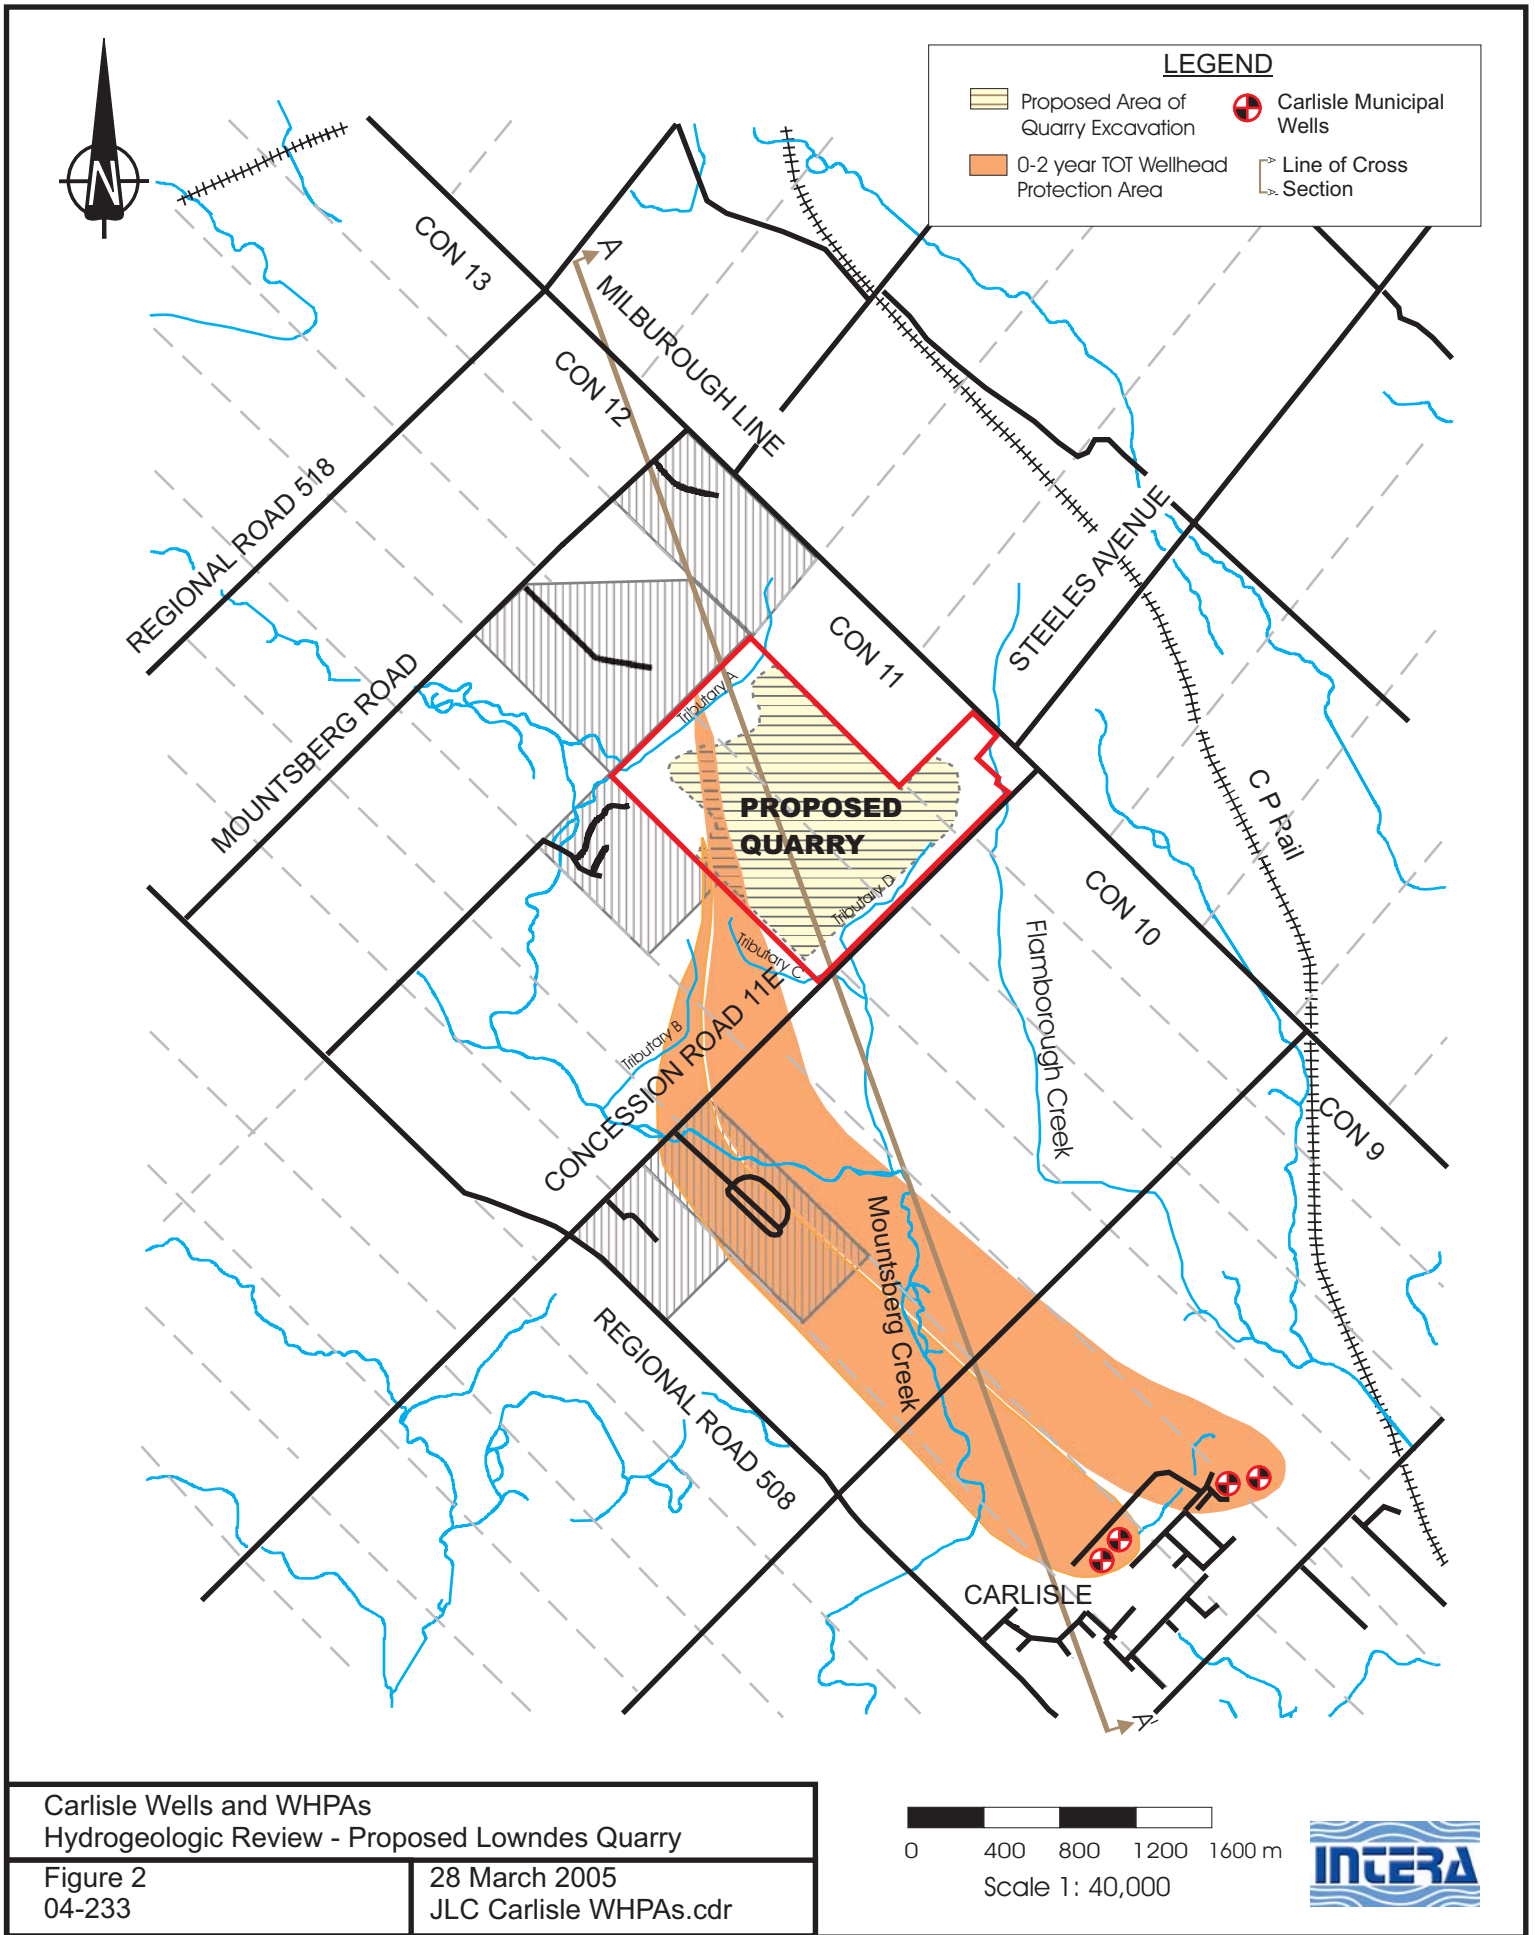 LEGEND
Proposed Area of
Quarry Excavation
Carlisle Municipal
Wells
0-2 year TOT Wellhead
Protection Area
A'
A
Line of Cross
Section
N
CON 13
A
MILBOROUGH LINE
CON 12
REGIONAL ROAD 518
STEELES AVENUE
CON 11
MOUNTSBERG ROAD
Tributary A
PROPOSED
QUARRY
C P Rail
Tributary D
CON 10
Tributary C
Flamborough Creek
Tributary B
CONCESSION ROAD 11E
CON 9
Mountsberg Creek
REGIONAL ROAD 508
CARLISLE
A'
Carlisle Wells and WHPAs
Hydrogeologic Review - Proposed Lowndes Quarry
Figure 2
04-233
28 March 2005
JLC Carlisle WHPAs.cdr
0 400 800 1200 1600 m
Scale 1: 40,000
INTERA